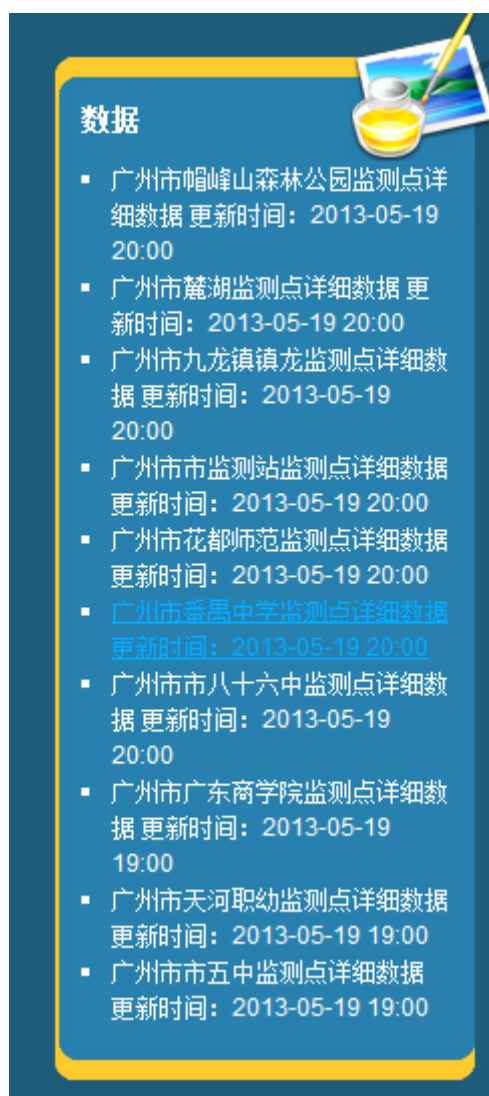 数据
▪ 广州市帽峰山森林公园监测点详
细数据 更新时间：2013-05-19
20:00
▪ 广州市麓湖监测点详细数据 更
新时间：2013-05-19 20:00
▪ 广州市九龙镇镇龙监测点详细数
据 更新时间：2013-05-19
20:00
▪ 广州市市监测站监测点详细数据
更新时间：2013-05-19 20:00
▪ 广州市花都师范监测点详细数据
更新时间：2013-05-19 20:00
▪ 广州市番禺中学监测点详细数据
更新时间：2013-05-19 20:00
▪ 广州市市八十六中监测点详细数
据 更新时间：2013-05-19
20:00
▪ 广州市广东商学院监测点详细数
据 更新时间：2013-05-19
19:00
▪ 广州市天河职幼监测点详细数据
更新时间：2013-05-19 19:00
▪ 广州市市五中监测点详细数据
更新时间：2013-05-19 19:00